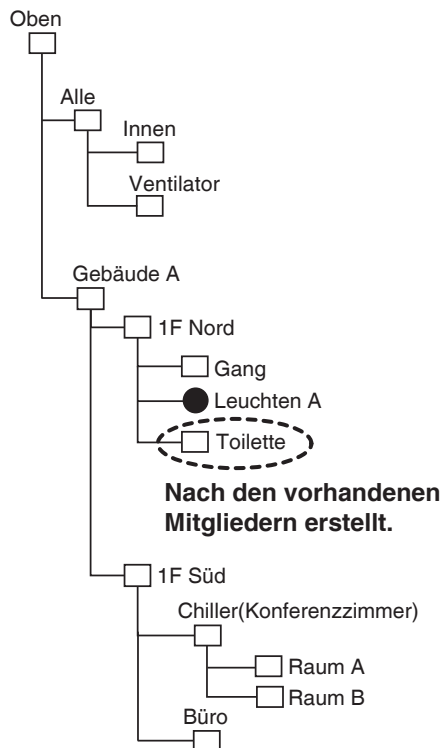 Oben
Alle
Innen
Ventilator
Gebäude A
1F Nord
Gang
Leuchten A
Toilette
Nach den vorhandenen
Mitgliedern erstellt.
1F Süd
Chiller(Konferenzzimmer)
Raum A
Raum B
Büro